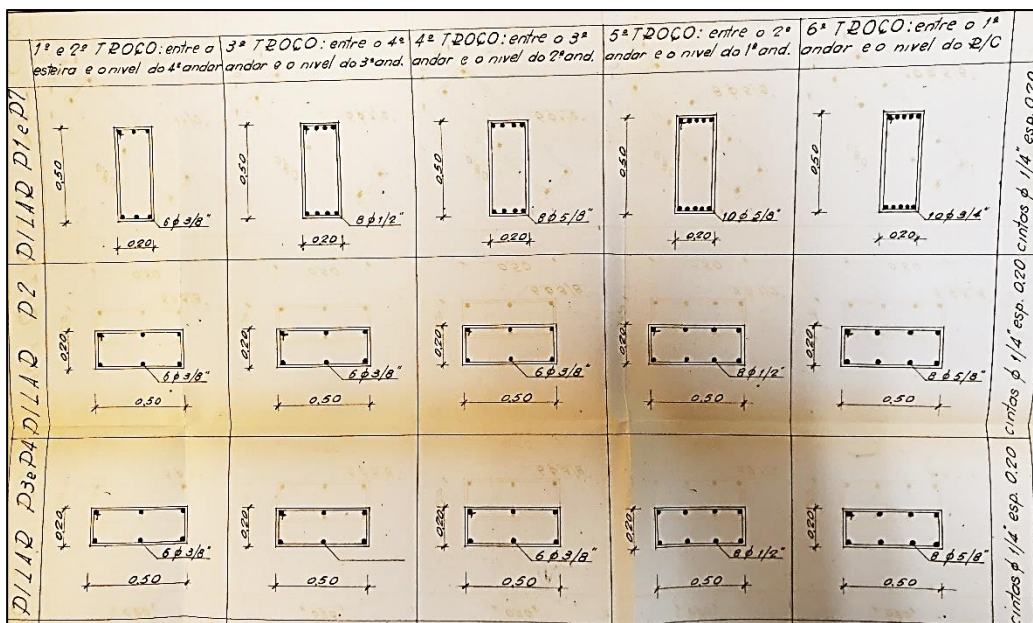 1º e 2º TROÇO: entre a
esteira e o nivel do 4º andar
3º TROÇO: entre o 4º
andar e o nivel do 3º and.
4º TROÇO: entre o 3º
andar e o nivel do 2º and.
5º TROÇO: entre o 2º
andar e o nivel do 1º and.
6º TROÇO: entre o 1º
andar e o nivel do R/C
PILAR P1 e P7
0,50
0,20
6 ϕ 3/8"
0,50
0,20
8 ϕ 1/2"
0,50
0,20
8 ϕ 5/8"
0,50
0,20
10 ϕ 5/8"
0,50
0,20
10 ϕ 3/4"
cintas ϕ 1/4" esp. 0,20
PILAR P2
0,20
6 ϕ 3/8"
0,50
0,20
6 ϕ 3/8"
0,50
0,20
6 ϕ 3/8"
0,50
0,20
8 ϕ 1/2"
0,50
0,20
8 ϕ 5/8"
0,50
cintas ϕ 1/4" esp. 0,20
PILAR P3 e P4
0,20
6 ϕ 3/8"
0,50
0,20
0,50
0,20
6 ϕ 3/8"
0,50
0,20
8 ϕ 1/2"
0,50
0,20
8 ϕ 5/8"
0,50
cintas ϕ 1/4" esp. 0,20